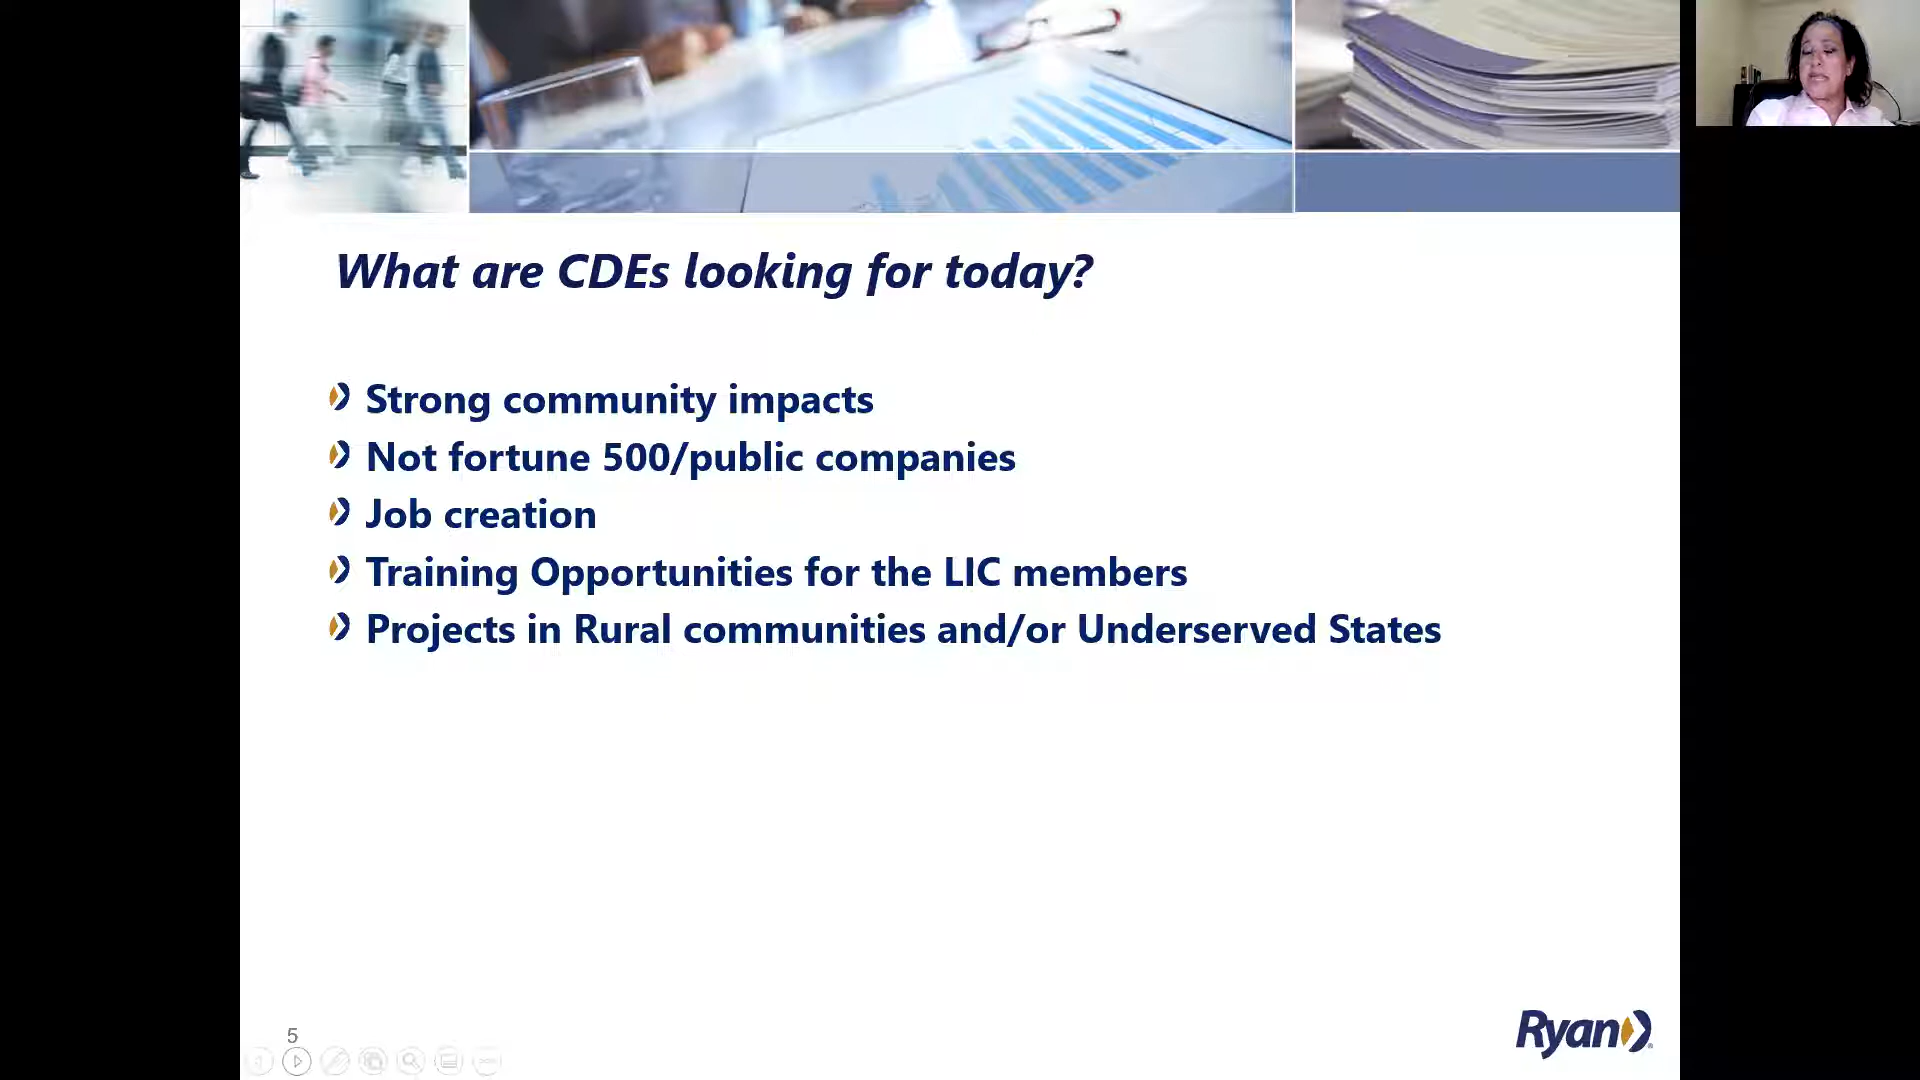 What are CDEs looking for today?
Strong community impacts
Not fortune 500/public companies
Job creation
Training Opportunities for the LIC members
Projects in Rural communities and/or Underserved States
5
Ryan